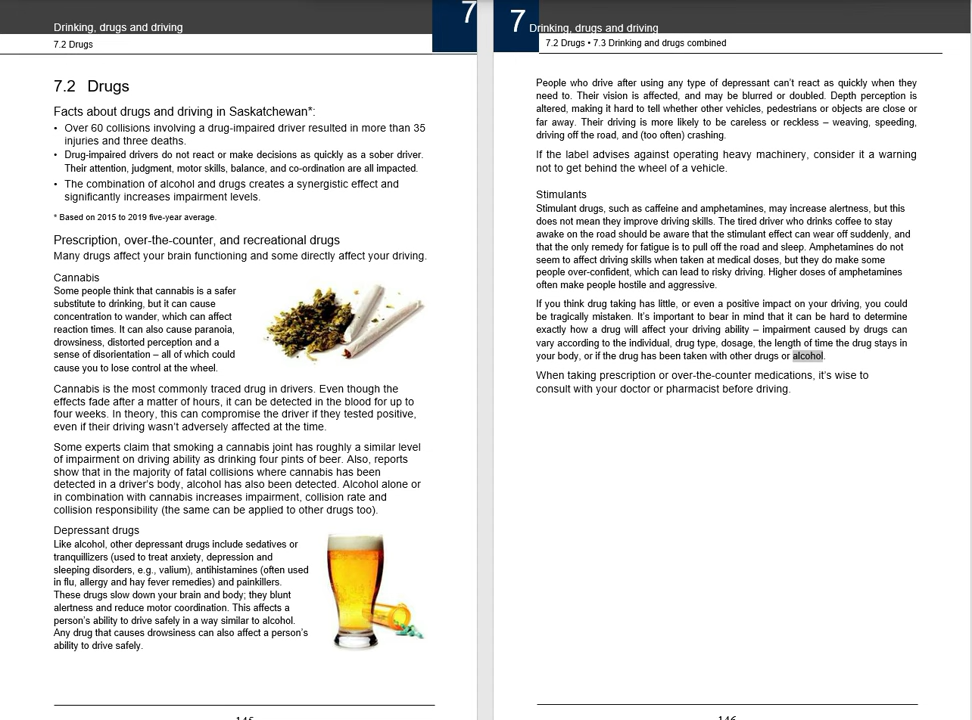 Drinking, drugs and driving
7
7.2 Drugs
7.2 Drugs
Facts about drugs and driving in Saskatchewan*:
• Over 60 collisions involving a drug-impaired driver resulted in more than 35
injuries and three deaths.
• Drug-impaired drivers do not react or make decisions as quickly as a sober driver.
Their attention, judgment, motor skills, balance, and co-ordination are all impacted.
• The combination of alcohol and drugs creates a synergistic effect and
significantly increases impairment levels.
* Based on 2015 to 2019 five-year average.
Prescription, over-the-counter, and recreational drugs
Many drugs affect your brain functioning and some directly affect your driving.
Cannabis
Some people think that cannabis is a safer
substitute to drinking, but it can cause
concentration to wander, which can affect
reaction times. It can also cause paranoia,
drowsiness, distorted perception and a
sense of disorientation – all of which could
cause you to lose control at the wheel.
Cannabis is the most commonly traced drug in drivers. Even though the
effects fade after a matter of hours, it can be detected in the blood for up to
four weeks. In theory, this can compromise the driver if they tested positive,
even if their driving wasn't adversely affected at the time.
Some experts claim that smoking a cannabis joint has roughly a similar level
of impairment on driving ability as drinking four pints of beer. Also, reports
show that in the majority of fatal collisions where cannabis has been
detected in a driver's body, alcohol has also been detected. Alcohol alone or
in combination with cannabis increases impairment, collision rate and
collision responsibility (the same can be applied to other drugs too).
Depressant drugs
Like alcohol, other depressant drugs include sedatives or
tranquillizers (used to treat anxiety, depression and
sleeping disorders, e.g., valium), antihistamines (often used
in flu, allergy and hay fever remedies) and painkillers.
These drugs slow down your brain and body; they blunt
alertness and reduce motor coordination. This affects a
person's ability to drive safely in a way similar to alcohol.
Any drug that causes drowsiness can also affect a person's
ability to drive safely.
7 Drinking, drugs and driving
7.2 Drugs • 7.3 Drinking and drugs combined
People who drive after using any type of depressant can't react as quickly when they
need to. Their vision is affected, and may be blurred or doubled. Depth perception is
altered, making it hard to tell whether other vehicles, pedestrians or objects are close or
far away. Their driving is more likely to be careless or reckless – weaving, speeding,
driving off the road, and (too often) crashing.
If the label advises against operating heavy machinery, consider it a warning
not to get behind the wheel of a vehicle.
Stimulants
Stimulant drugs, such as caffeine and amphetamines, may increase alertness, but this
does not mean they improve driving skills. The tired driver who drinks coffee to stay
awake on the road should be aware that the stimulant effect can wear off suddenly, and
that the only remedy for fatigue is to pull off the road and sleep. Amphetamines do not
seem to affect driving skills when taken at medical doses, but they do make some
people over-confident, which can lead to risky driving. Higher doses of amphetamines
often make people hostile and aggressive.
If you think drug taking has little, or even a positive impact on your driving, you could
be tragically mistaken. It's important to bear in mind that it can be hard to determine
exactly how a drug will affect your driving ability – impairment caused by drugs can
vary according to the individual, drug type, dosage, the length of time the drug stays in
your body, or if the drug has been taken with other drugs or alcohol.
When taking prescription or over-the-counter medications, it's wise to
consult with your doctor or pharmacist before driving.